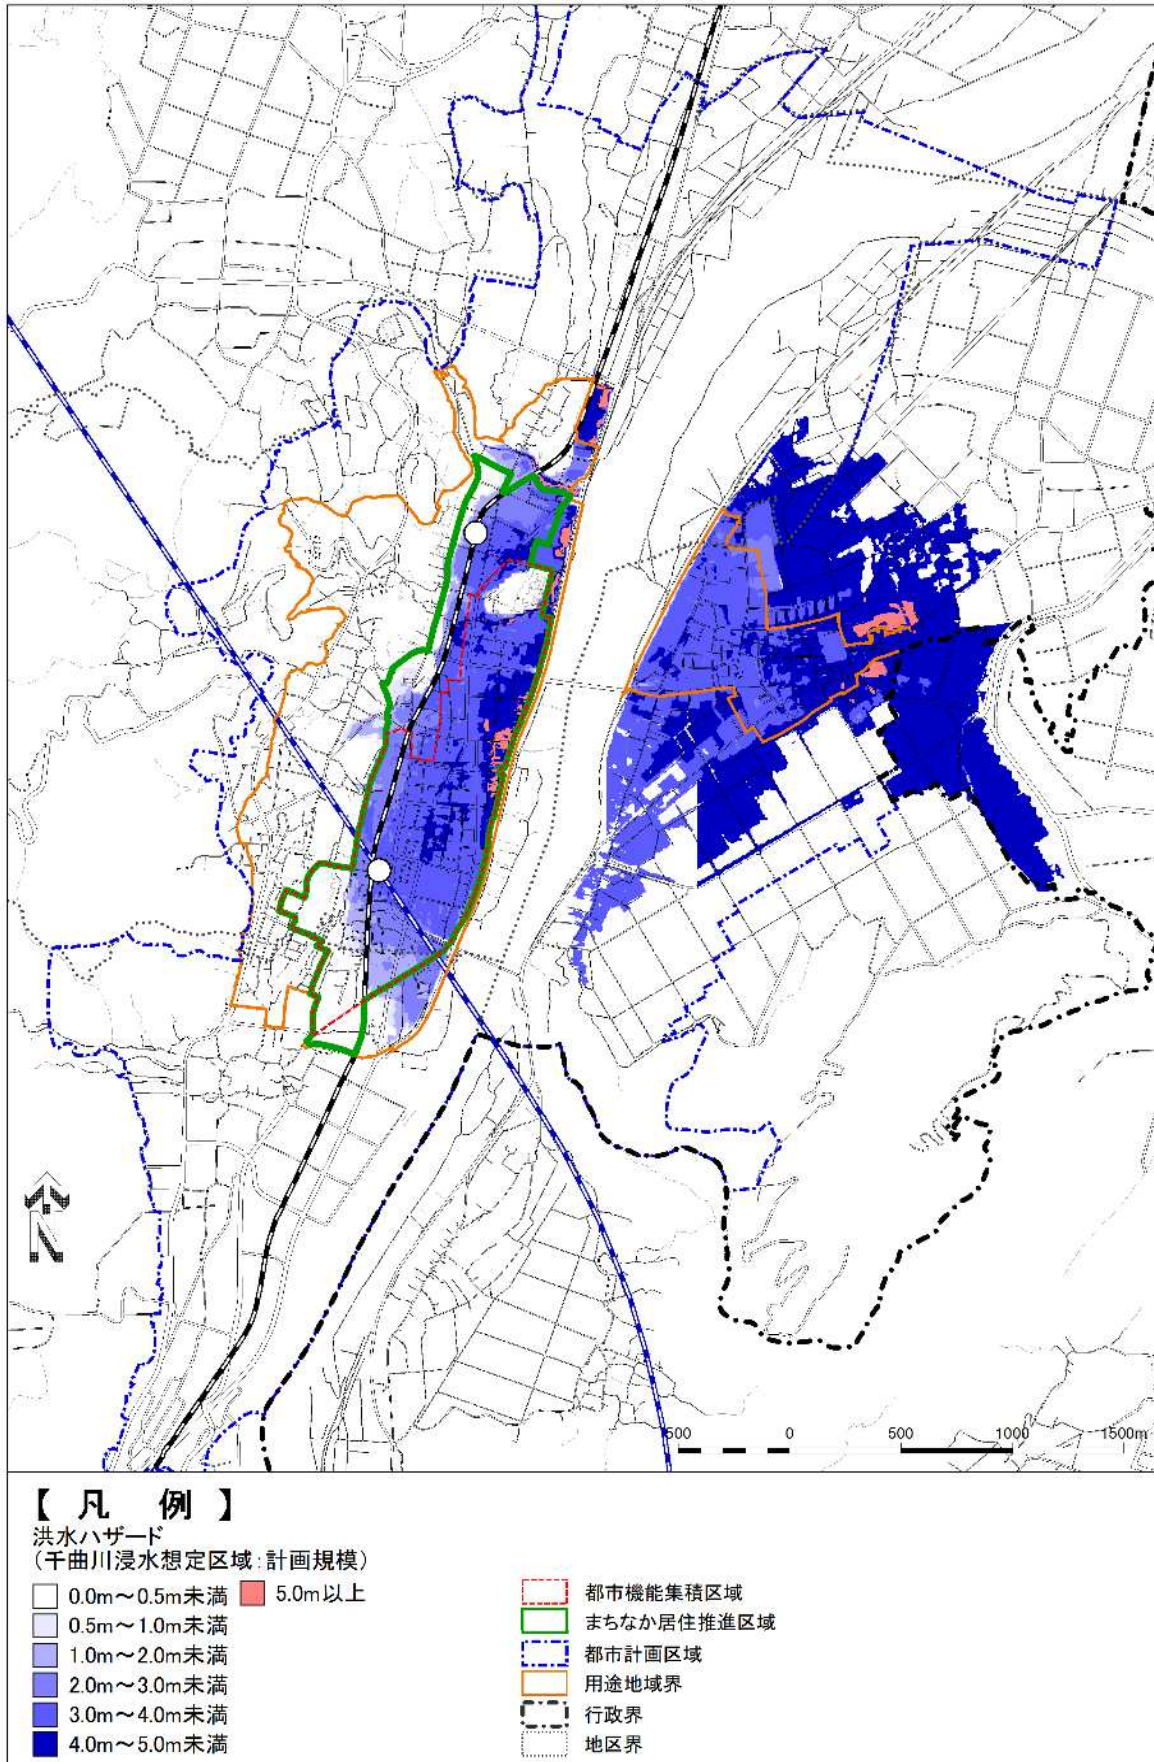 N
500 0 500 1000 1500m
【 凡 例 】
洪水ハザード
(千曲川浸水想定区域:計画規模)
0.0m~0.5m未満
0.5m~1.0m未満
1.0m~2.0m未満
2.0m~3.0m未満
3.0m~4.0m未満
4.0m~5.0m未満
5.0m以上
都市機能集積区域
まちなか居住推進区域
都市計画区域
用途地域界
行政界
地区界